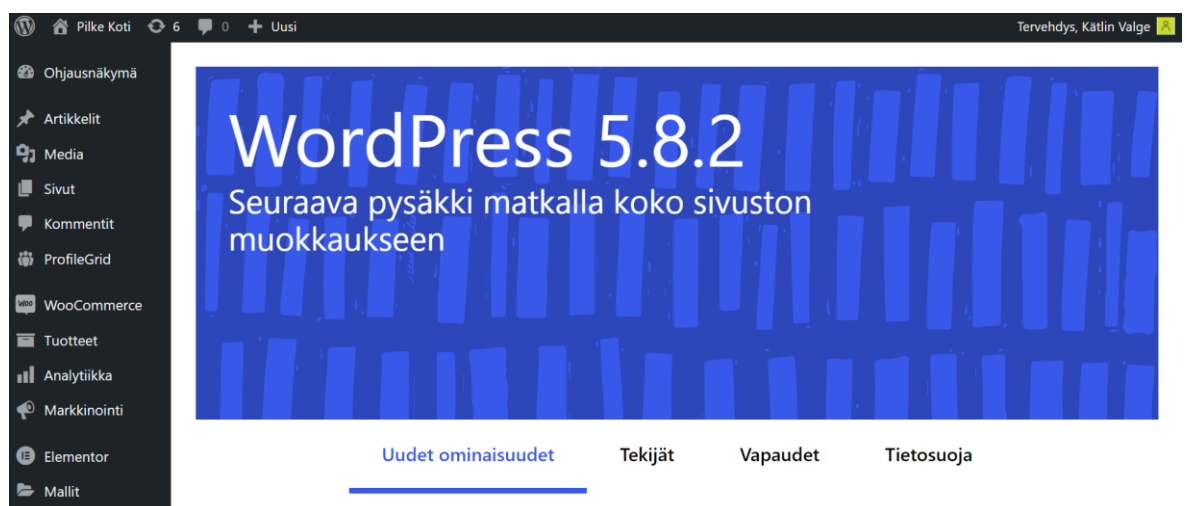 Pilke Koti 6 0 + Uusi Tervehdys, Kätlin Valge
Ohjausnäkymä
Artikkelit
Media
Sivut
Kommentit
ProfileGrid
WOO WooCommerce
Tuotteet
Analytiikka
Markkinointi
Elementor
Mallit
WordPress 5.8.2
Seuraava pysäkki matkalla koko sivuston
muokkaukseen
Uudet ominaisuudet Tekijät Vapaudet Tietosuoja